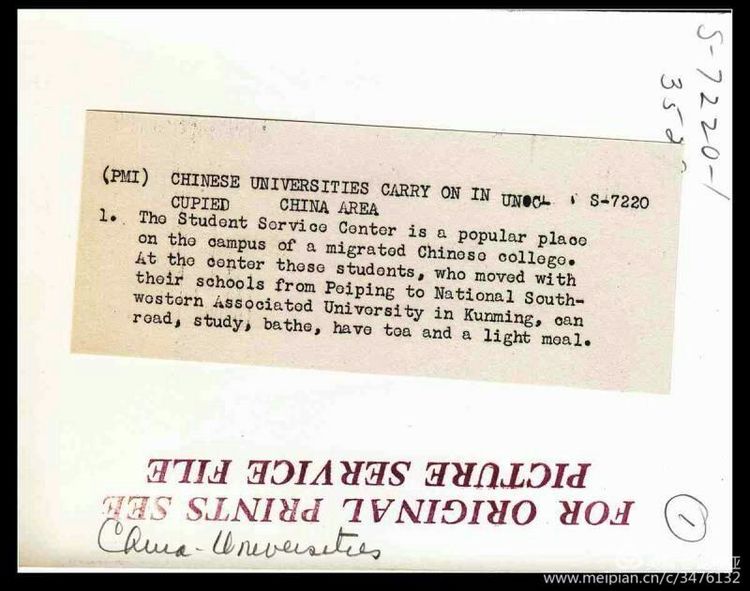 S-7220-1
(PMI) CHINESE UNIVERSITIES CARRY ON IN UNOCL S-7220
CUPIED CHINA AREA
1. The Student Service Center is a popular place
on the campus of a migrated Chinese college.
At the center these students, who moved with
their schools from Peiping to National South-
western Associated University in Kunming, can
read, study, bathe, have tea and a light meal.
FOR ORIGINAL PRINTS SEE
PICTURE SERVICE FILE
1
China-Universities
www.meipian.cn/c/3476132